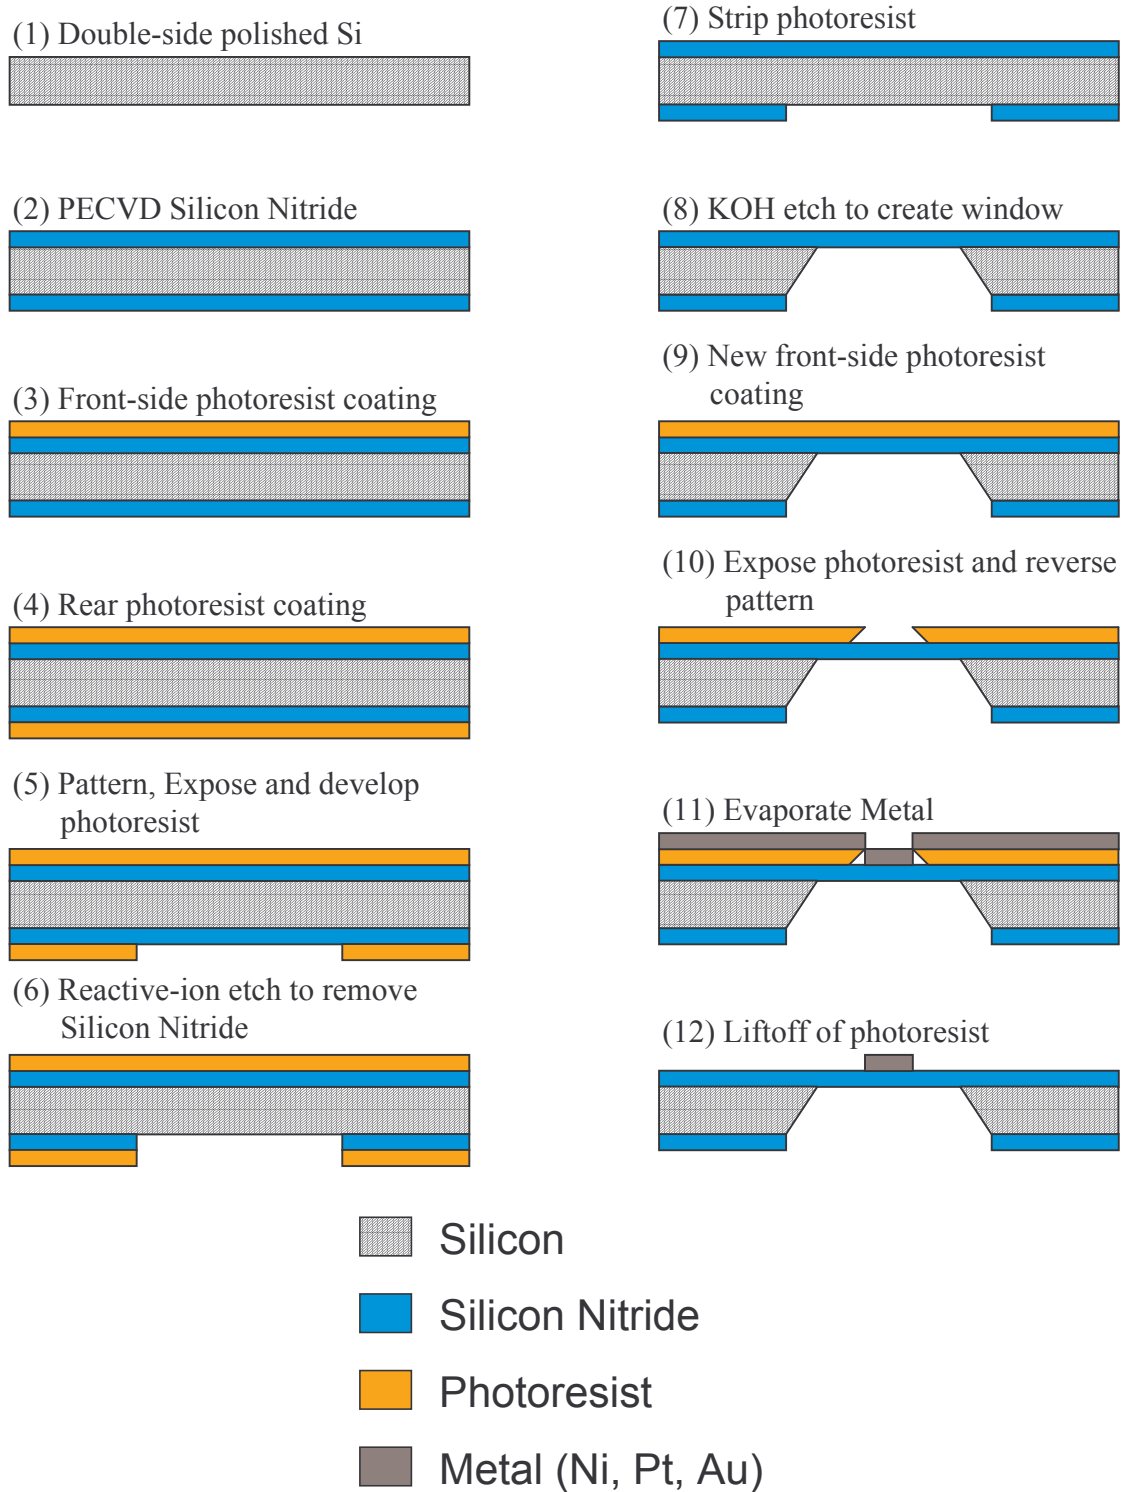 (1) Double-side polished Si
(2) PECVD Silicon Nitride
(3) Front-side photoresist coating
(4) Rear photoresist coating
(5) Pattern, Expose and develop
photoresist
(6) Reactive-ion etch to remove
Silicon Nitride
(7) Strip photoresist
(8) KOH etch to create window
(9) New front-side photoresist
coating
(10) Expose photoresist and reverse
pattern
(11) Evaporate Metal
(12) Liftoff of photoresist
Silicon
Silicon Nitride
Photoresist
Metal (Ni, Pt, Au)